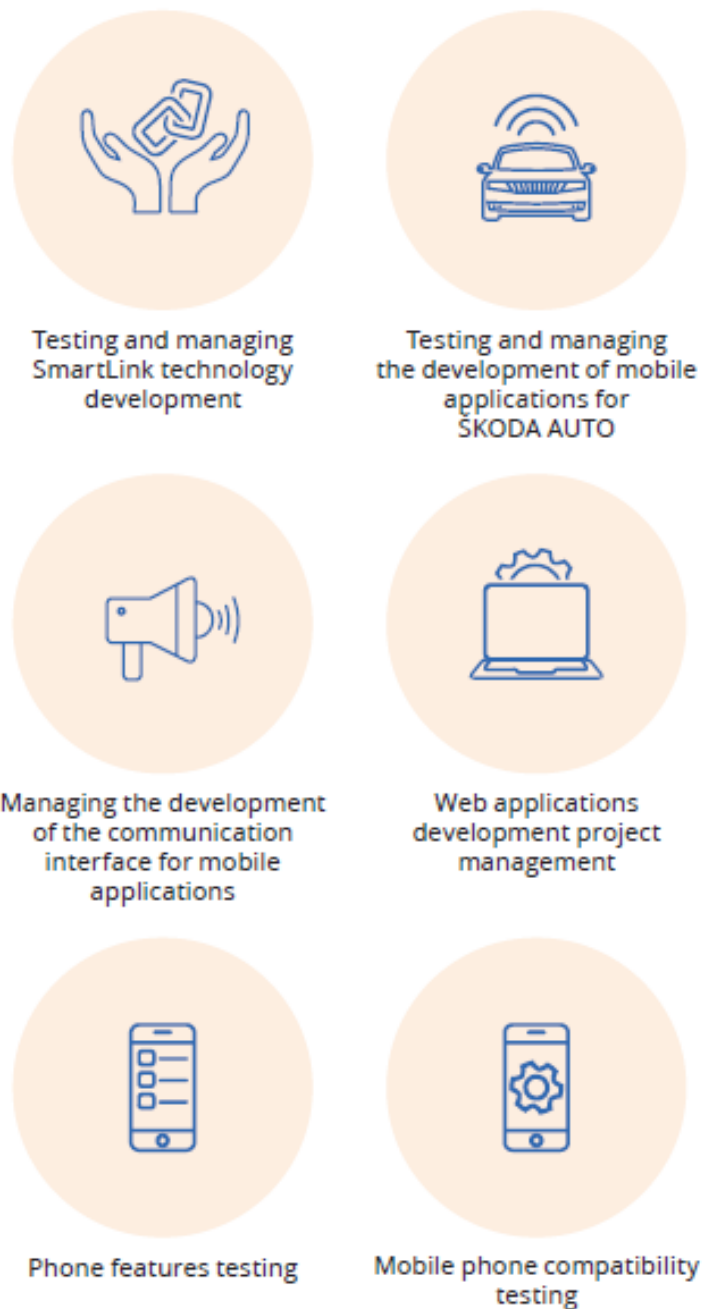 Testing and managing
SmartLink technology
development
Testing and managing
the development of mobile
applications for
ŠKODA AUTO
Managing the development
of the communication
interface for mobile
applications
Web applications
development project
management
Phone features testing
Mobile phone compatibility
testing